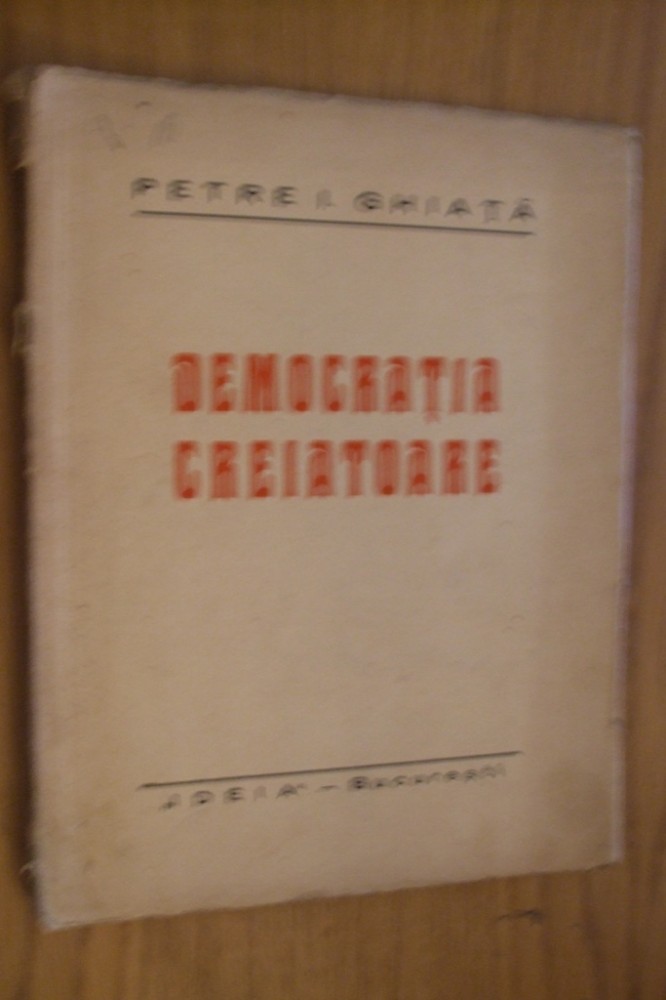 PETRE I. GHIAȚĂ
DEMOCRAȚIA
CREIATOARE
„IDEIA” – BUCUREȘTI